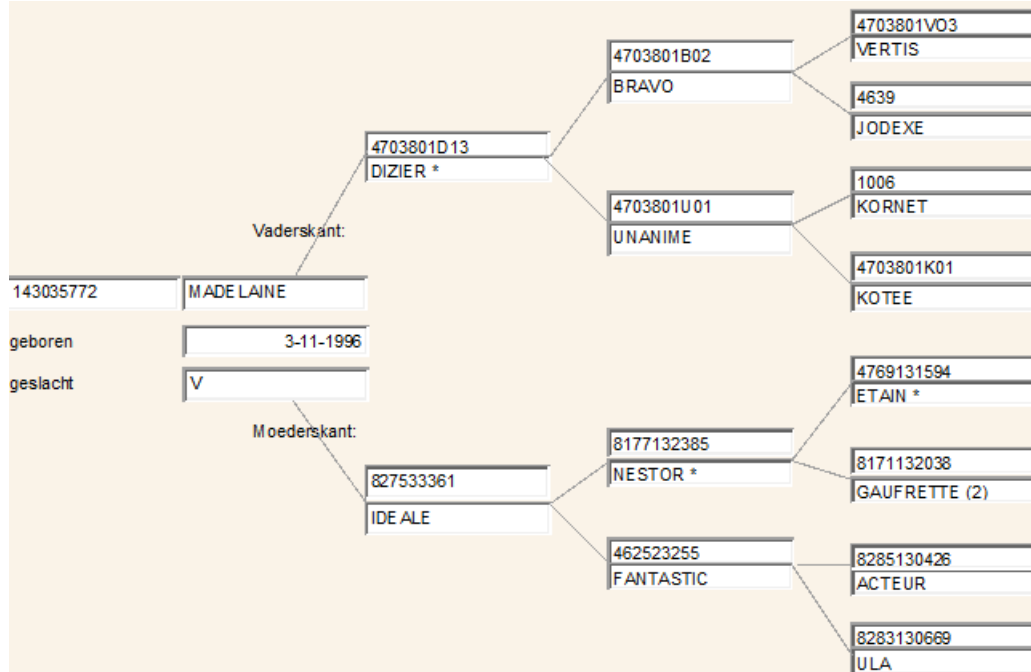 4703801VO3
VERTIS
4703801B02
BRAVO
4639
JODEXE
4703801D13
DIZIER *
1006
KORNET
4703801U01
UNANIME
Vaderskant:
4703801K01
KOTEE
143035772
MADELAINE
geboren
3-11-1996
geslacht
V
4769131594
ETAIN *
Moederskant:
8177132385
NESTOR *
8171132038
GAUFRETTE (2)
827533361
IDEALE
462523255
FANTASTIC
8285130426
ACTEUR
8283130669
ULA